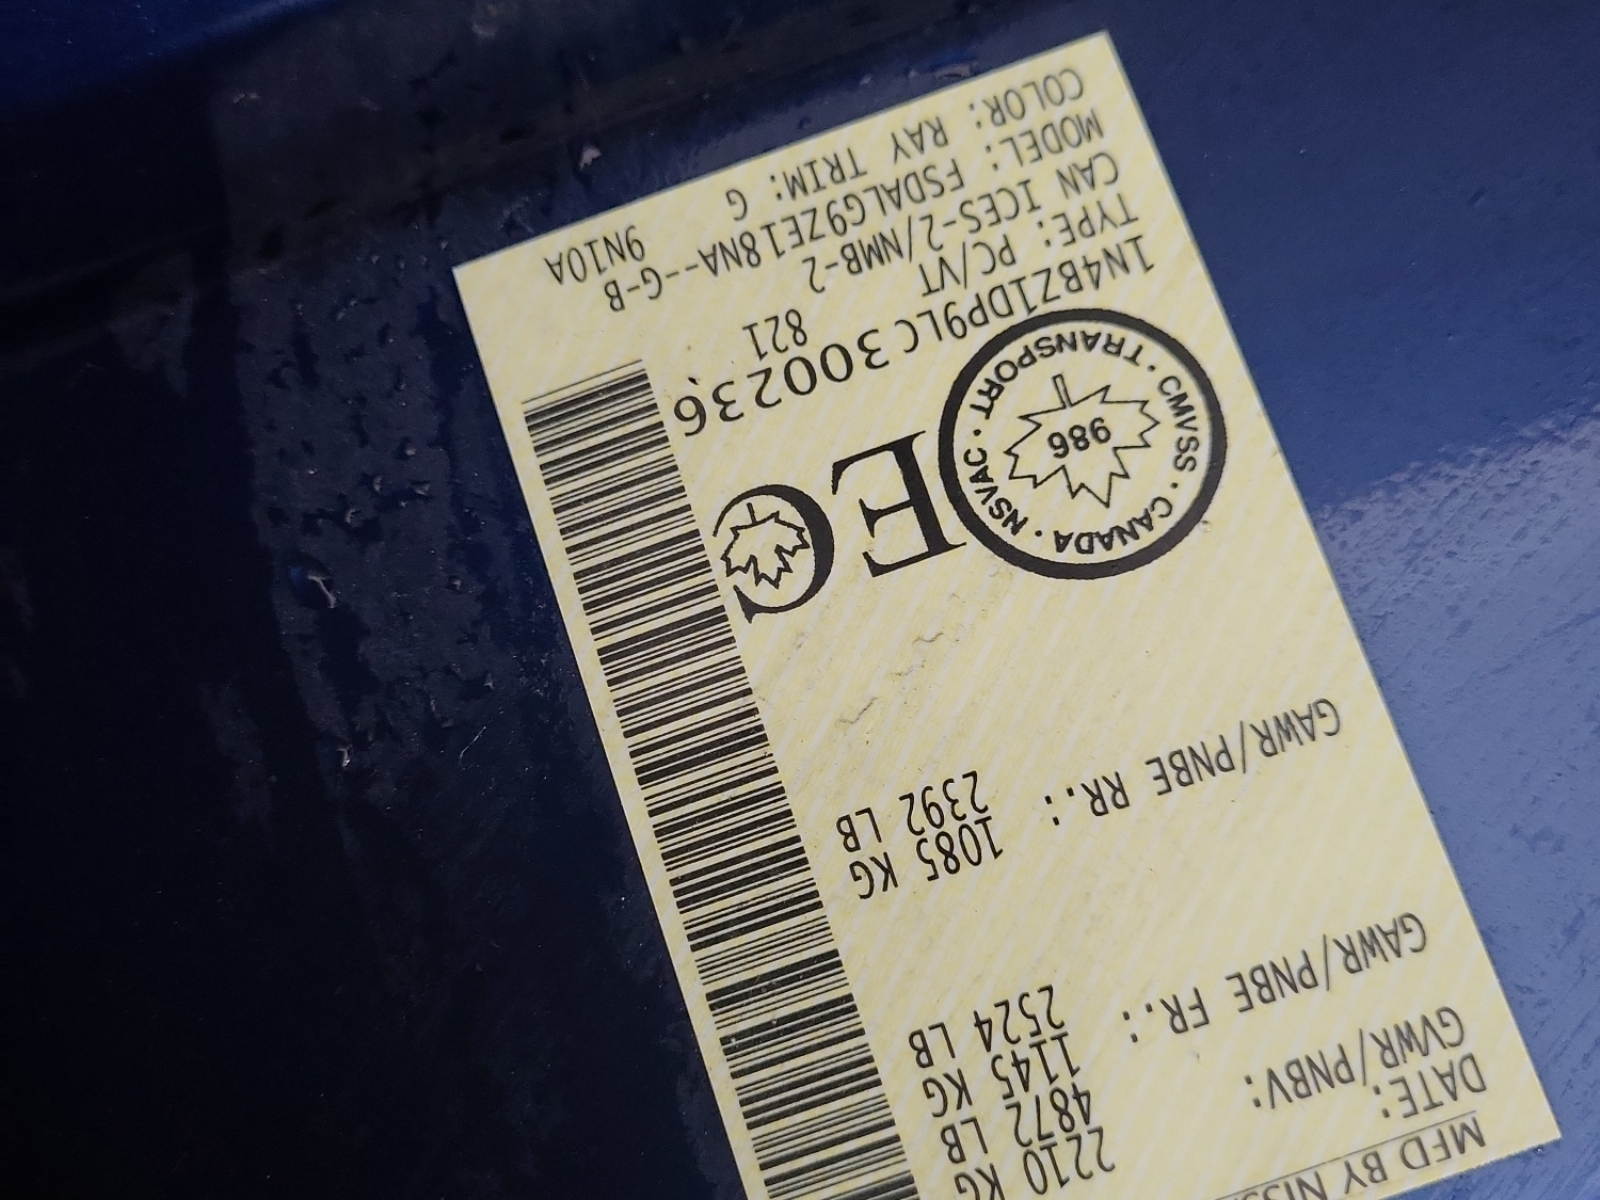 MFD BY NISS
DATE:
GVWR/PNBV:
2210 KG
4872 LB
GAWR/PNBE FR.:
1145 KG
2524 LB
GAWR/PNBE RR.:
1085 KG
2392 LB
EC
CANADA · NSVAC · TRANSPORT · CMVSS ·
986
1N4BZ1DP9LC300236
TYPE: PC/VT 821
CAN ICES-2/NMB-2
MODEL: FSDALG9ZE18NA--G-B
COLOR: RAY TRIM: G 9N10A